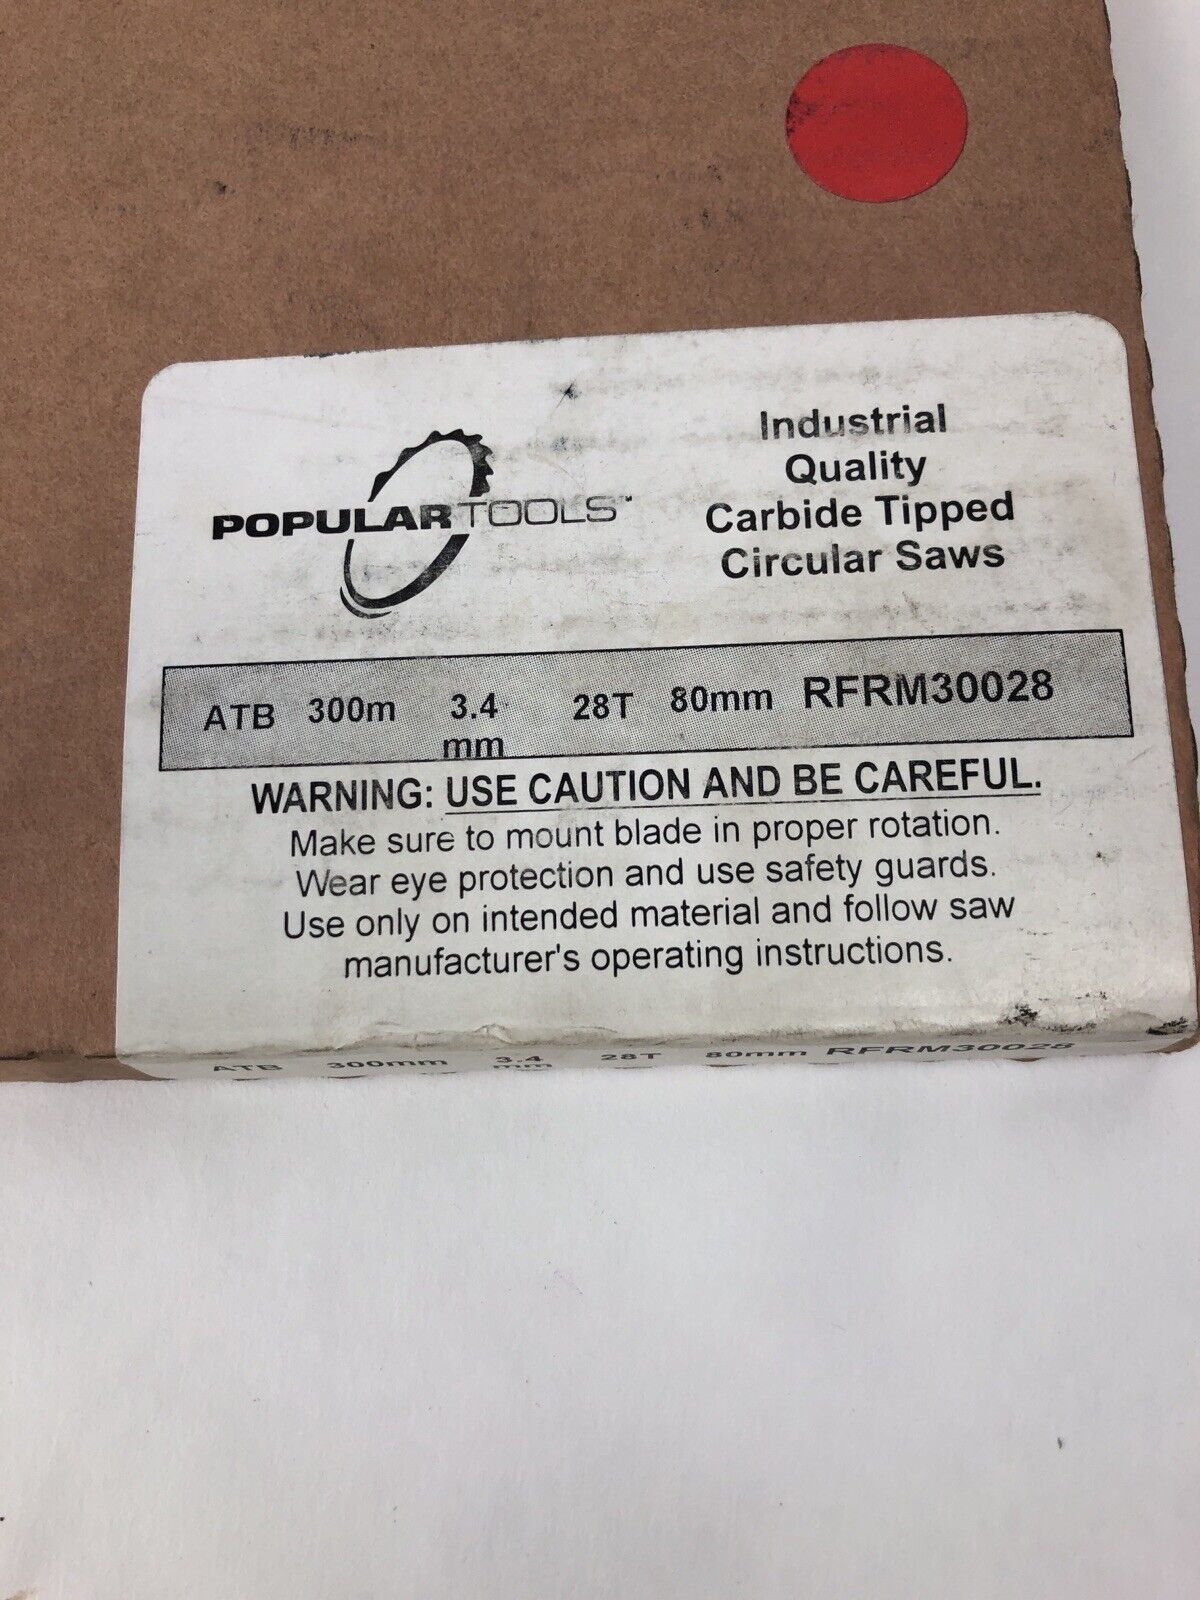 POPULARTOOLS™
Industrial
Quality
Carbide Tipped
Circular Saws
ATB 300m 3.4 28T 80mm RFRM30028
mm
WARNING: USE CAUTION AND BE CAREFUL.
Make sure to mount blade in proper rotation.
Wear eye protection and use safety guards.
Use only on intended material and follow saw
manufacturer's operating instructions.
ATB 300mm 3.4 28T 80mm RFRM30028
mm